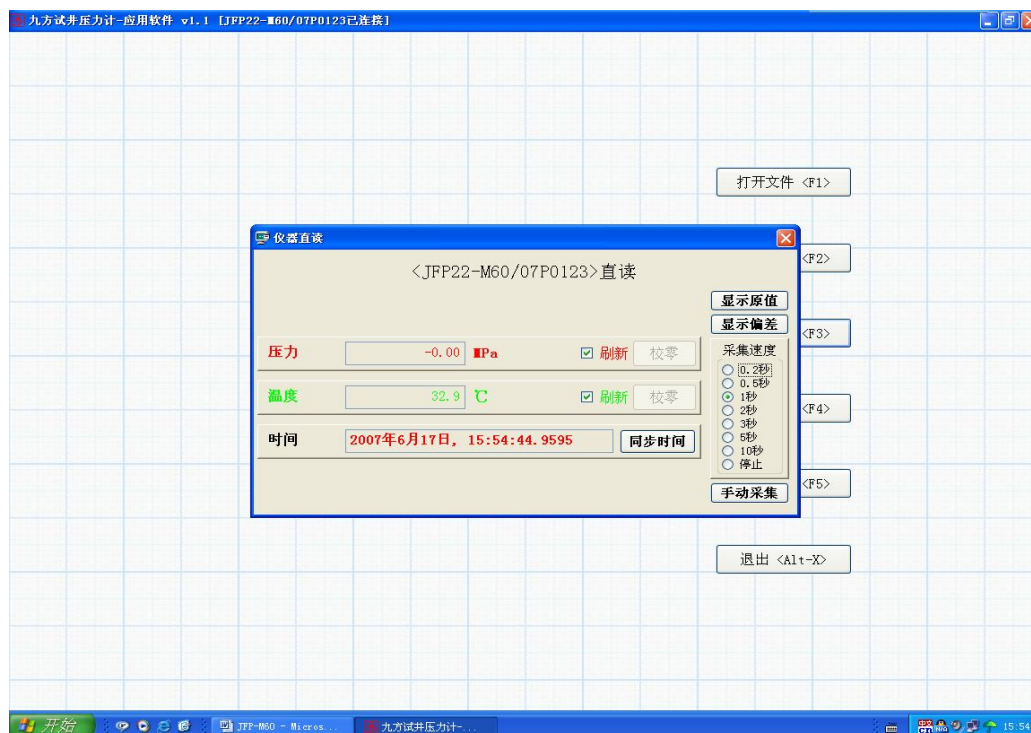 九方试井压力计-应用软件 v1.1 [JFP22-M60/07P0123已连接]
打开文件 <F1>
仪器直读
<F2>
<JFP22-M60/07P0123>直读
显示原值
显示偏差
<F3>
压力 -0.00 MPa 刷新 校零
采集速度
0.2秒
0.5秒
温度 32.9 ℃ 刷新 校零
1秒
2秒
<F4>
3秒
时间 2007年6月17日, 15:54:44.9595 同步时间
5秒
10秒
停止
手动采集
<F5>
退出 <Alt-X>
开始 JFP-M60 - Micros... 九方试井压力计-... 15:54